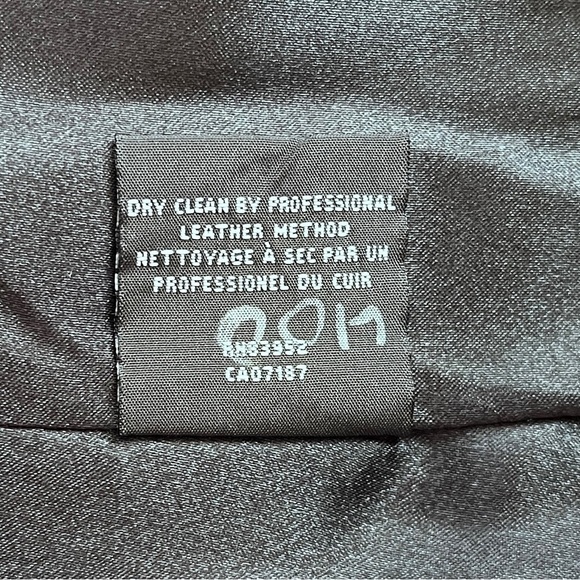 DRY CLEAN BY PROFESSIONAL
LEATHER METHOD
NETTOYAGE À SEC PAR UN
PROFESSIONEL DU CUIR
RN83952
CA07187